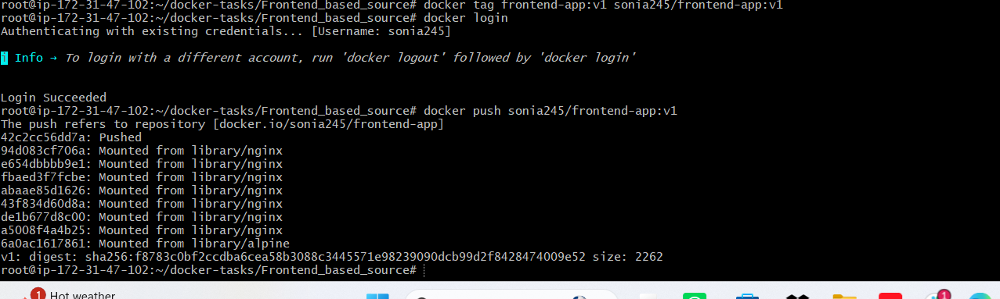 root@ip-172-31-47-102:~/docker-tasks/Frontend_based_source# docker tag frontend-app:v1 sonia245/frontend-app:v1
root@ip-172-31-47-102:~/docker-tasks/Frontend_based_source# docker login
Authenticating with existing credentials... [Username: sonia245]
i Info → To login with a different account, run 'docker logout' followed by 'docker login'
Login Succeeded
root@ip-172-31-47-102:~/docker-tasks/Frontend_based_source# docker push sonia245/frontend-app:v1
The push refers to repository [docker.io/sonia245/frontend-app]
42c2cc56dd7a: Pushed
94d083cf706a: Mounted from library/nginx
e654dbbbb9e1: Mounted from library/nginx
fbaed3f7fcbe: Mounted from library/nginx
abaae85d1626: Mounted from library/nginx
43f834d60d8a: Mounted from library/nginx
de1b677d8c00: Mounted from library/nginx
a5008f4a4b25: Mounted from library/nginx
6a0ac1617861: Mounted from library/alpine
v1: digest: sha256:f8783c0bf2ccdba6cea58b3088c3445571e98239090dcb99d2f8428474009e52 size: 2262
root@ip-172-31-47-102:~/docker-tasks/Frontend_based_source#
1
Hot weather
1